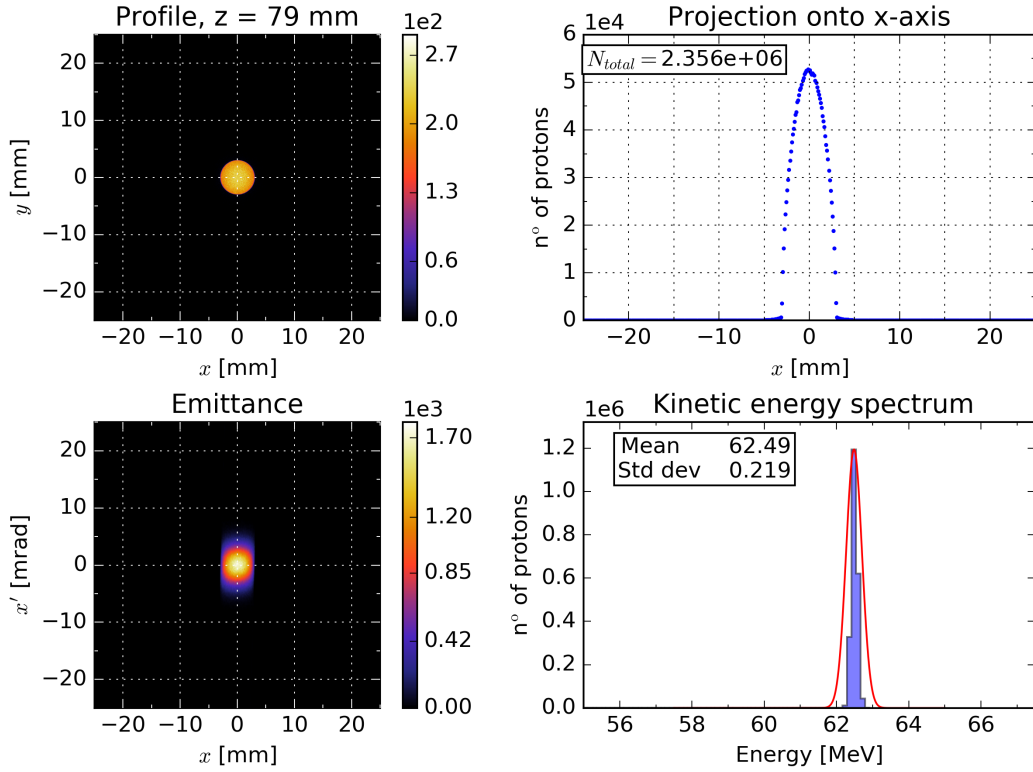 Profile, z = 79 mm
1e2
20
10
0
−10
−20
y [mm]
−20 −10 0 10 20
x [mm]
2.7
2.0
1.3
0.6
0.0
Projection onto x-axis
1e4
N_total = 2.356e+06
6
5
4
3
2
1
0
nº of protons
−20 −10 0 10 20
x [mm]
Emittance
1e3
20
10
0
−10
−20
x′ [mrad]
−20 −10 0 10 20
x [mm]
1.70
1.27
0.85
0.42
0.00
Kinetic energy spectrum
1e6
Mean 62.49
Std dev 0.219
1.2
1.0
0.8
0.6
0.4
0.2
0.0
nº of protons
56 58 60 62 64 66
Energy [MeV]